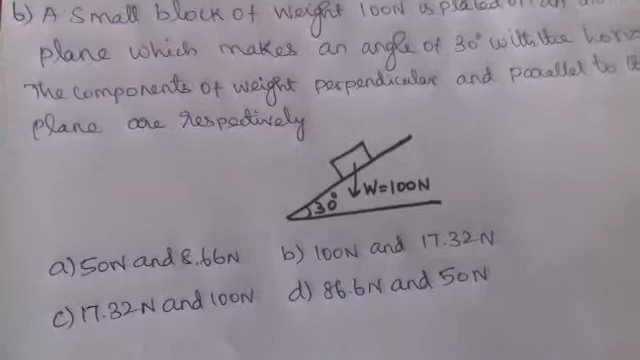 b) A Small block of weight 100N is placed
plane which makes an angle of 30° with the
The components of weight perpendicular and parallel to
plane are respectively
W=100N
30°
a) 50N and 8.66N b) 100N and 17.32N
c) 17.32N and 100N d) 86.6N and 50N